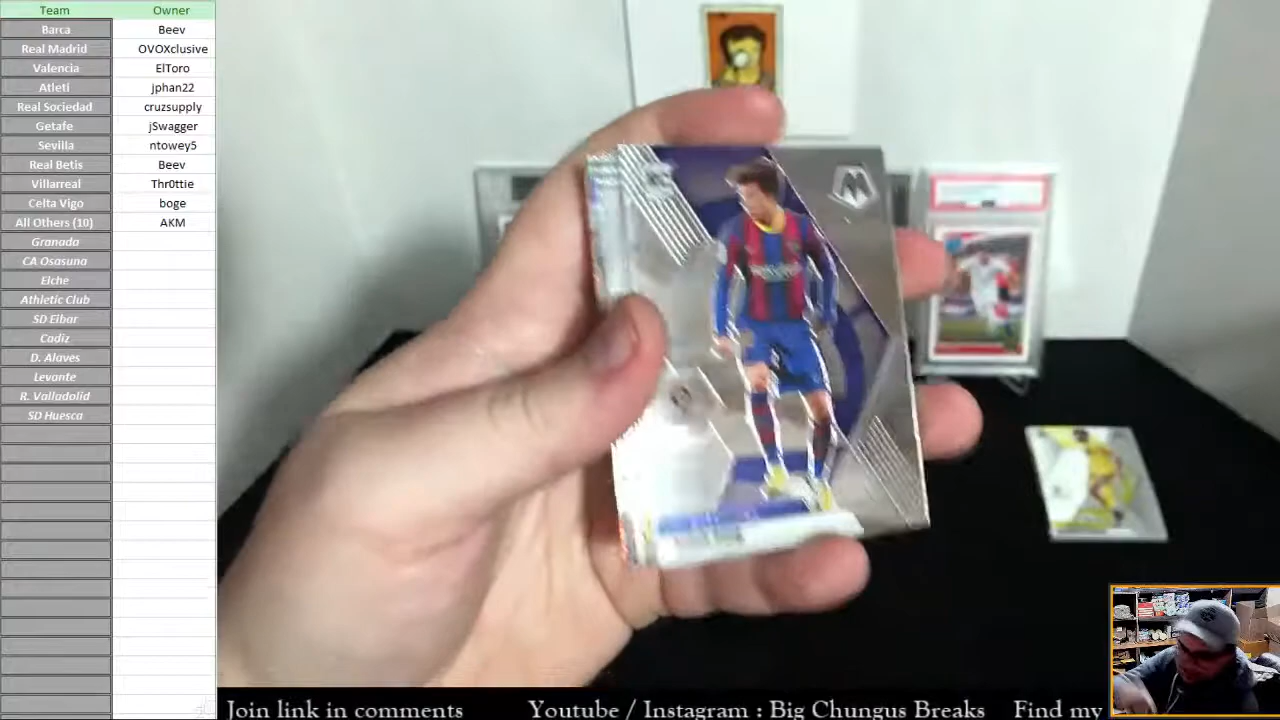 Team Owner
Barca Beev
Real Madrid OVOXclusive
Valencia ElToro
Atleti jphan22
Real Sociedad cruzsupply
Getafe jSwagger
Sevilla ntowey5
Real Betis Beev
Villarreal Thr0ttie
Celta Vigo boge
All Others (10) AKM
Granada
CA Osasuna
Elche
Athletic Club
SD Eibar
Cadiz
D. Alaves
Levante
R. Valladolid
SD Huesca
Join link in comments Youtube / Instagram : Big Chungus Breaks Find my